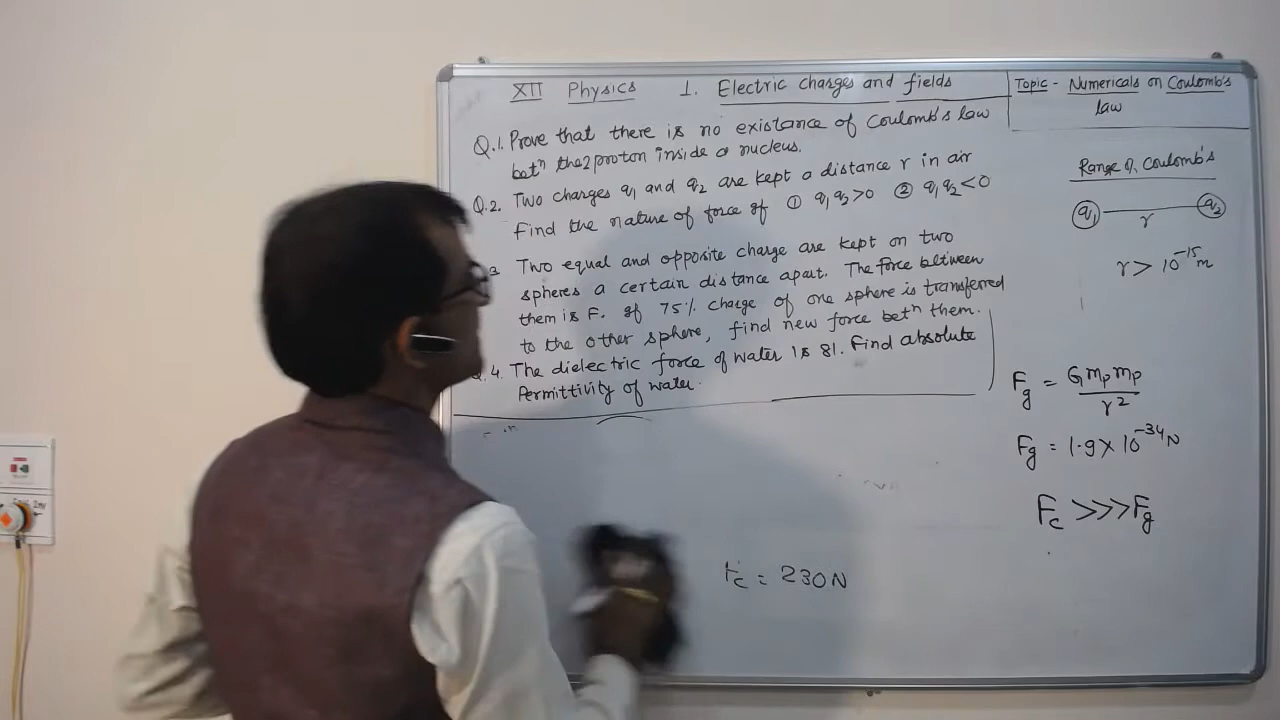 XII Physics 1. Electric charges and fields
Topic - Numericals on Coulomb's
law
Q.1. Prove that there is no existance of Coulomb's law
betn the 2 proton inside a nucleus.
Q.2. Two charges q1 and q2 are kept a distance r in air
Find the nature of force if ① q1q2>0 ② q1q2<0
3 Two equal and opposite charge are kept on two
spheres a certain distance apart. The force between
them is F. If 75% charge of one sphere is transferred
to the other sphere, find new force betn them.
Q.4. The dielectric force of water is 81. Find absolute
Permittivity of water.
Fc = 230N
Range of Coulomb's
q1 q2
r
r > 10^-15 m
Fg = G mp mp / r^2
Fg = 1.9 × 10^-34 N
Fc >>> Fg